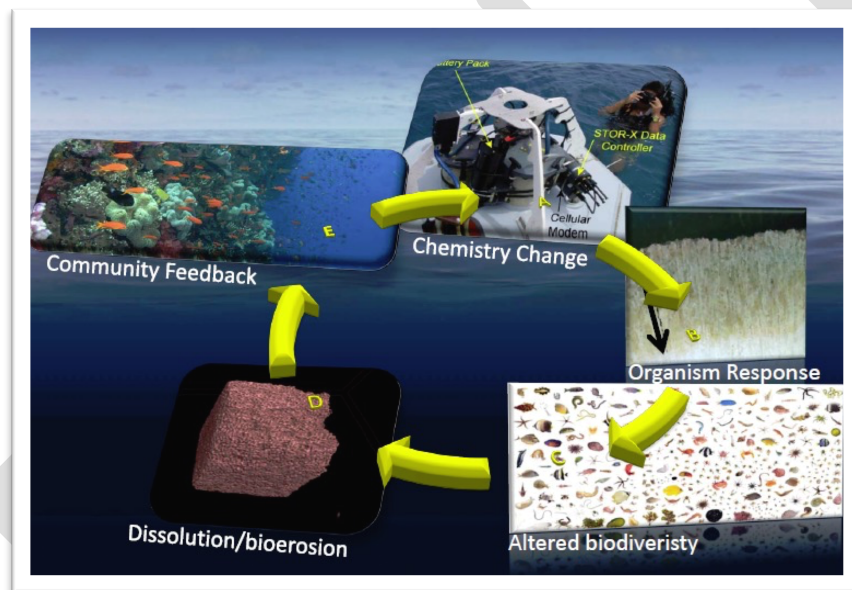 ttery Pack
STOR-X Data
Controller
A
Cellular
Modem
E
Chemistry Change
Community Feedback
B
Organism Response
C
D
Dissolution/bioerosion
Altered biodiveristy